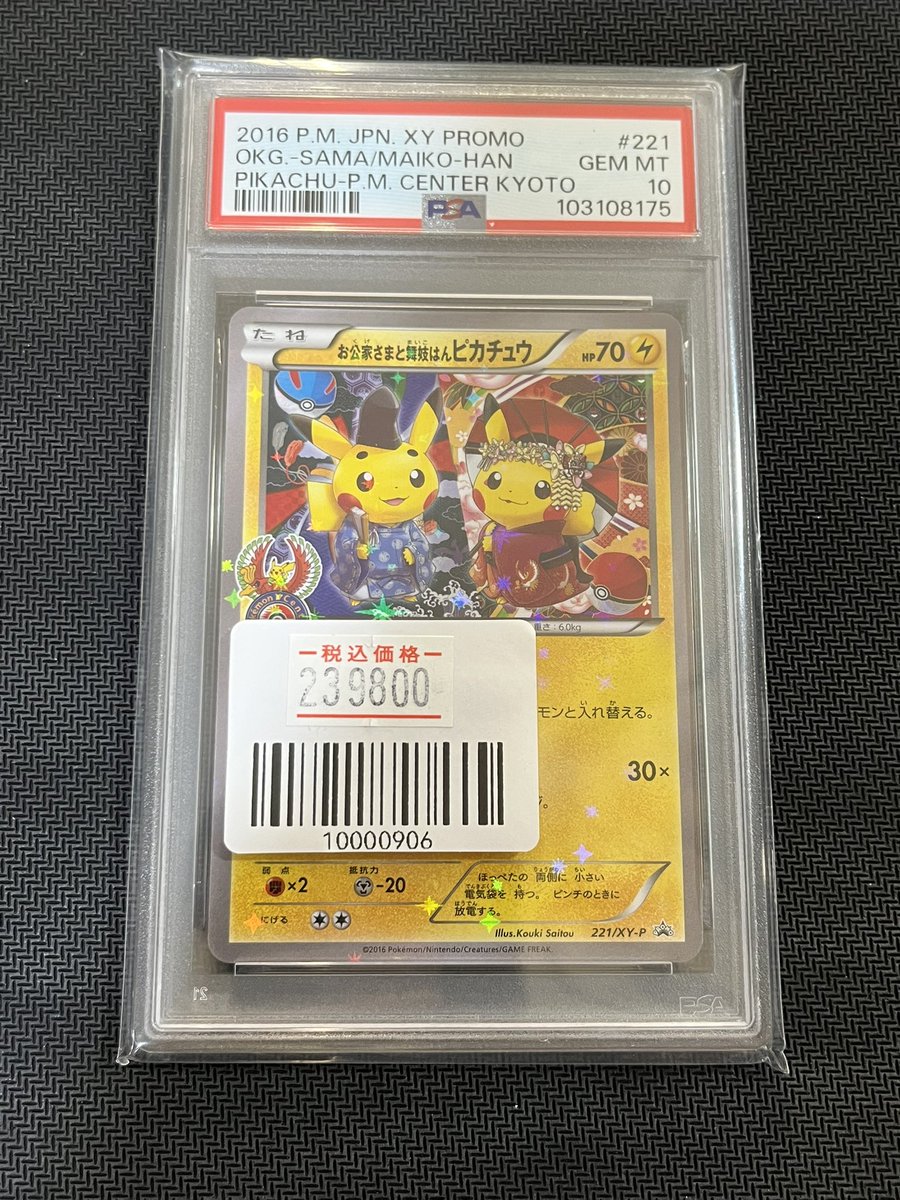 2016 P.M. JPN. XY PROMO #221
OKG.-SAMA/MAIKO-HAN GEM MT
PIKACHU-P.M. CENTER KYOTO 10
PSA 103108175
たね お公家さまと舞妓はんピカチュウ HP70
重さ:6.0kg
税込価格
239800
モンと入れ替える。
30×
ジ。
10000906
弱点 抵抗力
×2 -20
にげる
ほっぺたの 両側に 小さい
電気袋を 持つ。 ピンチのときに
放電する。
Illus.Kouki Saitou 221/XY-P
©2016 Pokémon/Nintendo/Creatures/GAME FREAK.
PSA